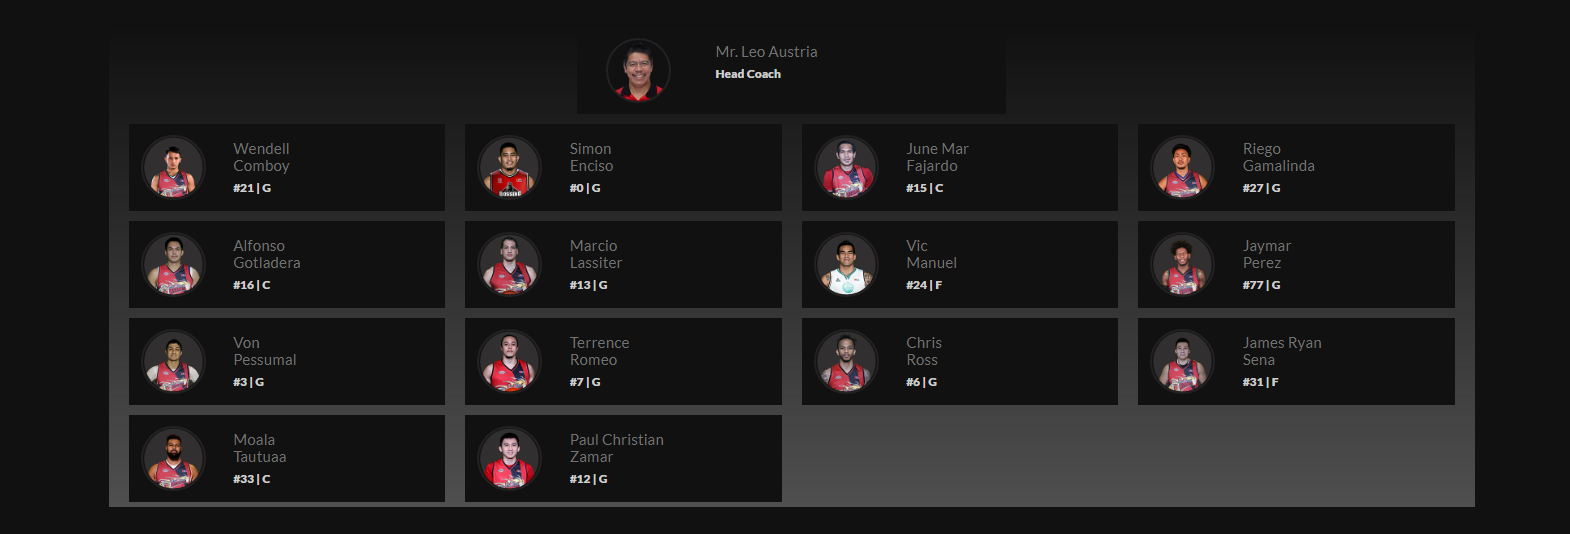 Mr. Leo Austria
Head Coach
Wendell
Comboy
#21 | G
Simon
Enciso
#0 | G
June Mar
Fajardo
#15 | C
Riego
Gamalinda
#27 | G
Alfonso
Gotladera
#16 | C
Marcio
Lassiter
#13 | G
Vic
Manuel
#24 | F
Jaymar
Perez
#77 | G
Von
Pessumal
#3 | G
Terrence
Romeo
#7 | G
Chris
Ross
#6 | G
James Ryan
Sena
#31 | F
Moala
Tautuaa
#33 | C
Paul Christian
Zamar
#12 | G